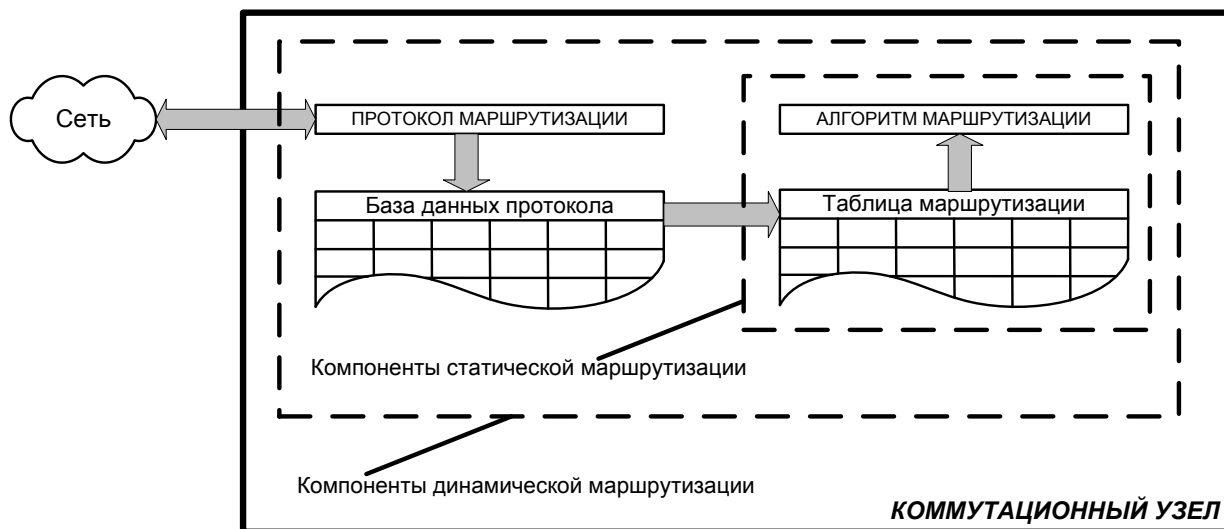 Сеть
ПРОТОКОЛ МАРШРУТИЗАЦИИ
АЛГОРИТМ МАРШРУТИЗАЦИИ
База данных протокола
Таблица маршрутизации
Компоненты статической маршрутизации
Компоненты динамической маршрутизации
КОММУТАЦИОННЫЙ УЗЕЛ